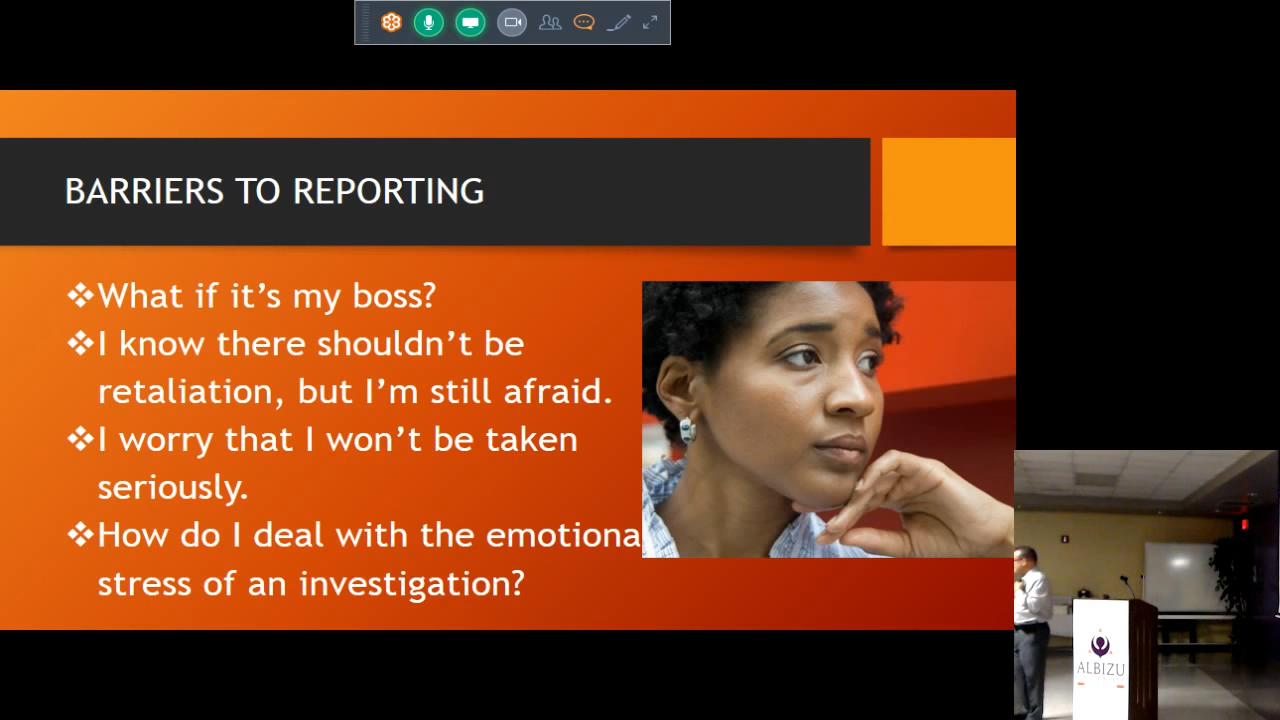 BARRIERS TO REPORTING
❖What if it's my boss?
❖I know there shouldn't be
retaliation, but I'm still afraid.
❖I worry that I won't be taken
seriously.
❖How do I deal with the emotiona
stress of an investigation?
ALBIZU